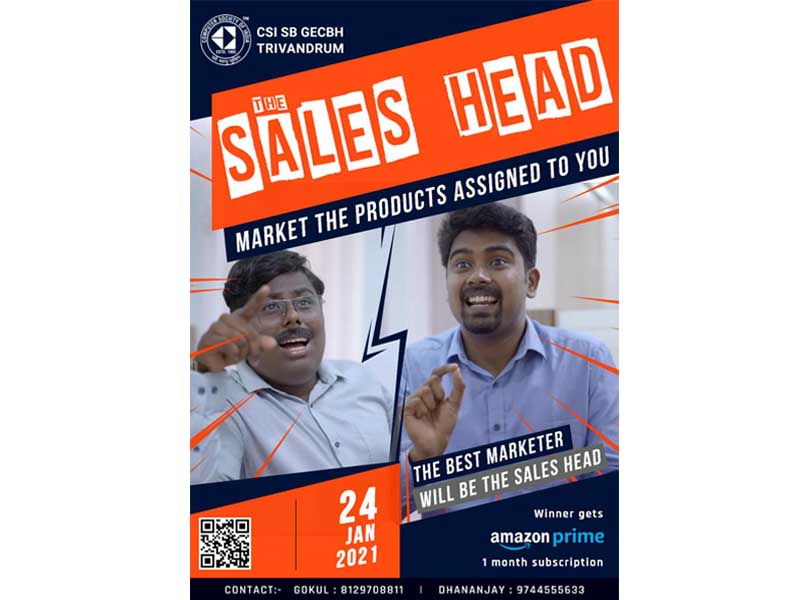 CSI SB GECBH
TRIVANDRUM
THE
SALES HEAD
MARKET THE PRODUCTS ASSIGNED TO YOU
THE BEST MARKETER
WILL BE THE SALES HEAD
24
JAN
2021
Winner gets
amazon prime
1 month subscription
CONTACT:- GOKUL : 8129708811 | DHANANJAY : 9744555633